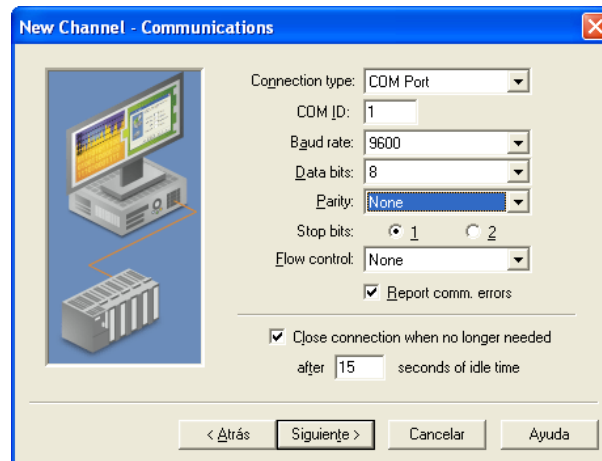 New Channel - Communications
Connection type: COM Port
COM ID: 1
Baud rate: 9600
Data bits: 8
Parity: None
Stop bits: 1 2
Flow control: None
Report comm. errors
Close connection when no longer needed
after 15 seconds of idle time
< Atrás Siguiente > Cancelar Ayuda